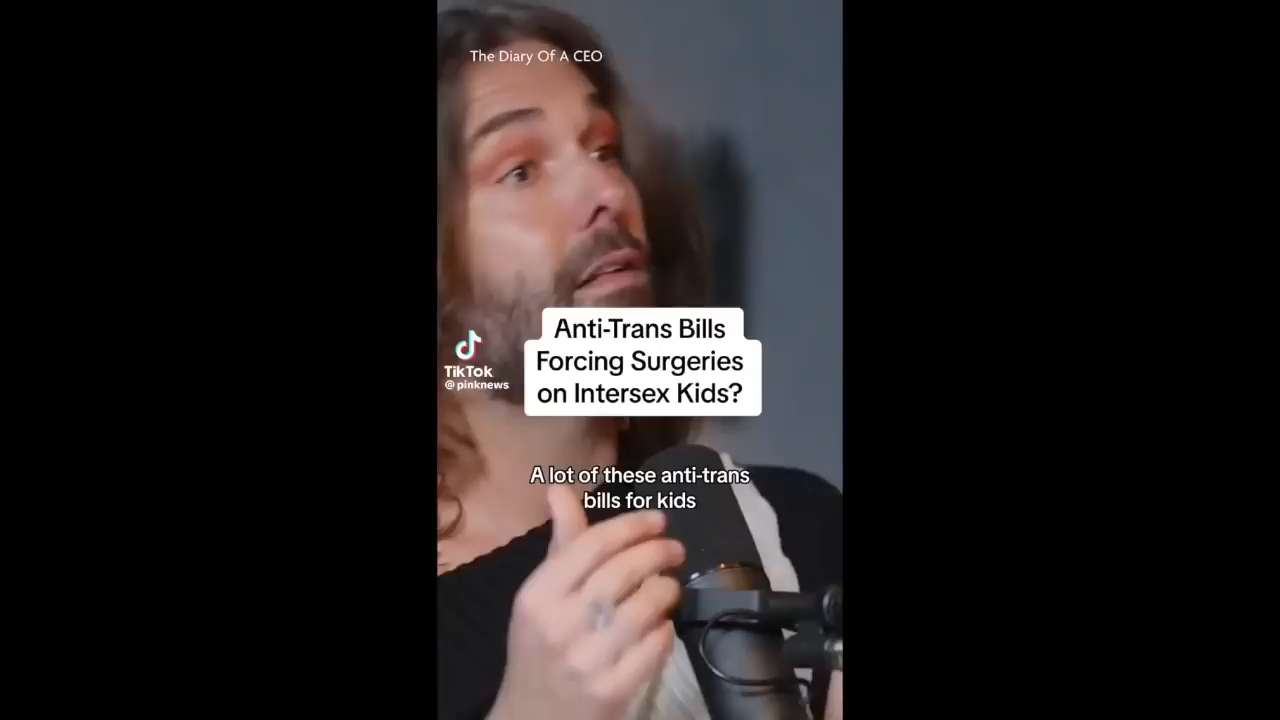 The Diary Of A CEO
Anti-Trans Bills
Forcing Surgeries
on Intersex Kids?
TikTok
@pinknews
A lot of these anti-trans
bills for kids